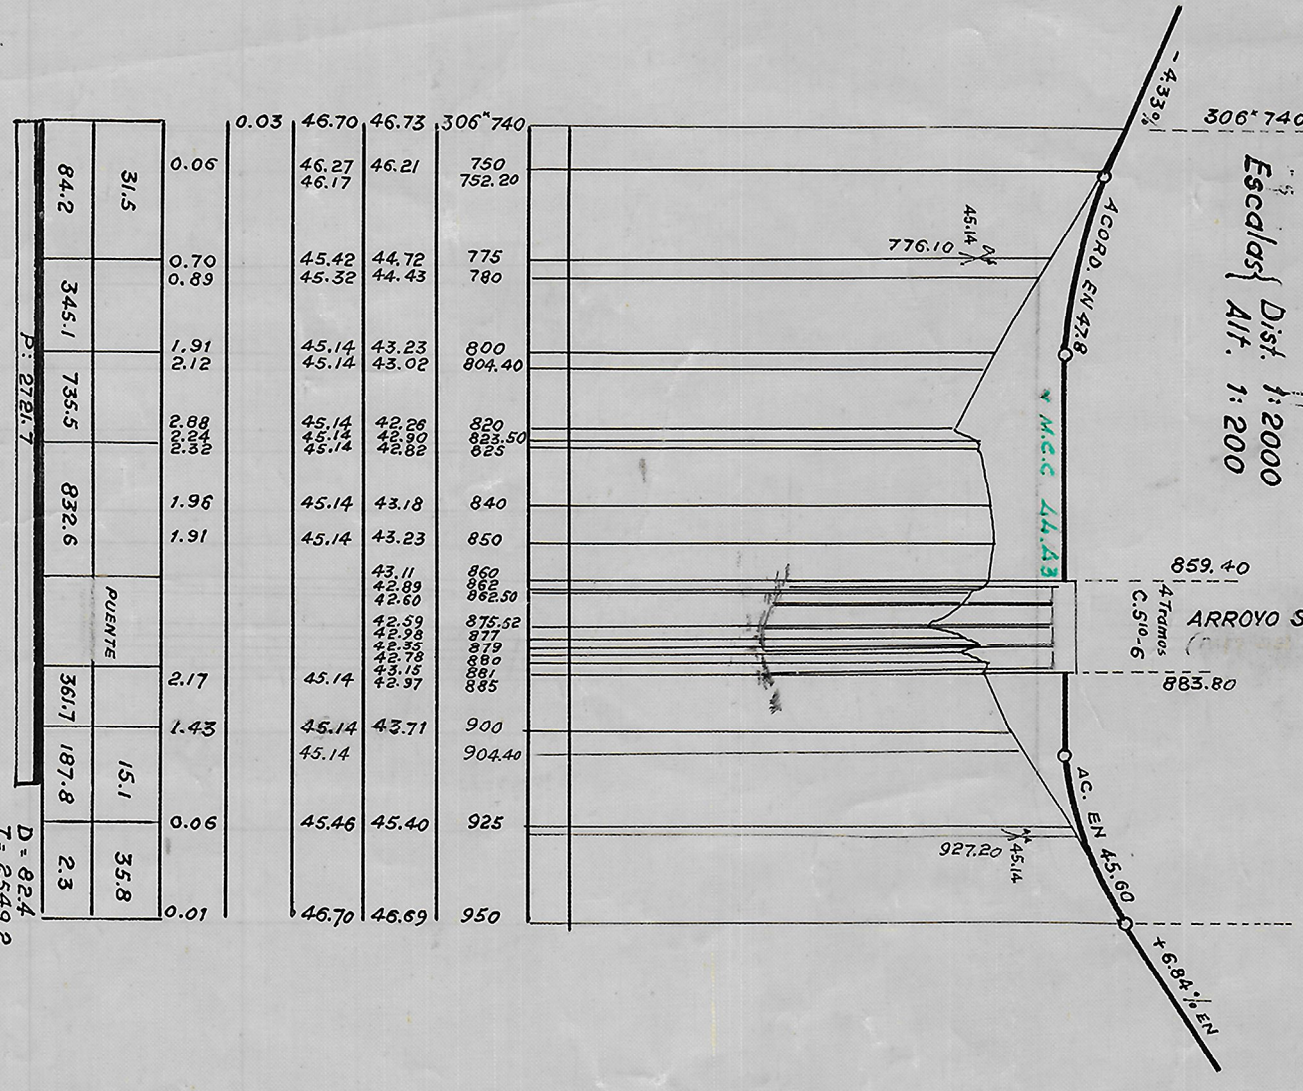 0.03 46.70 46.73 306ᵏ740
0.06 46.27 46.21 750
46.17 752.20
0.70 45.42 44.72 775
0.89 45.32 44.43 780
1.91 45.14 43.23 800
2.12 45.14 43.02 804.40
2.88 45.14 42.26 820
2.24 45.14 42.90 823.50
2.32 45.14 42.82 825
1.96 45.14 43.18 840
1.91 45.14 43.23 850
43.11 860
42.89 862
42.60 862.50
42.59 875.52
42.98 877
42.35 879
42.78 880
43.15 881
2.17 45.14 42.97 885
1.43 45.14 43.71 900
45.14 904.40
0.06 45.46 45.40 925
0.01 46.70 46.69 950
31.5 PUENTE 15.1 35.8
84.2 345.1 735.5 832.6 361.7 187.8 2.3
P: 2721.7
D = 82.4
T = 2549.2
- 4.33%
306ᵏ740
Escalas { Dist. 1:2000
Alt. 1:200
ACORD. EN 47.8
776.10
45.14
M.C.C 44.43
859.40
4 Tramos
C.5¹⁰-6
ARROYO S
883.80
AC. EN 45.60
927.20
45.14
+6.84% EN